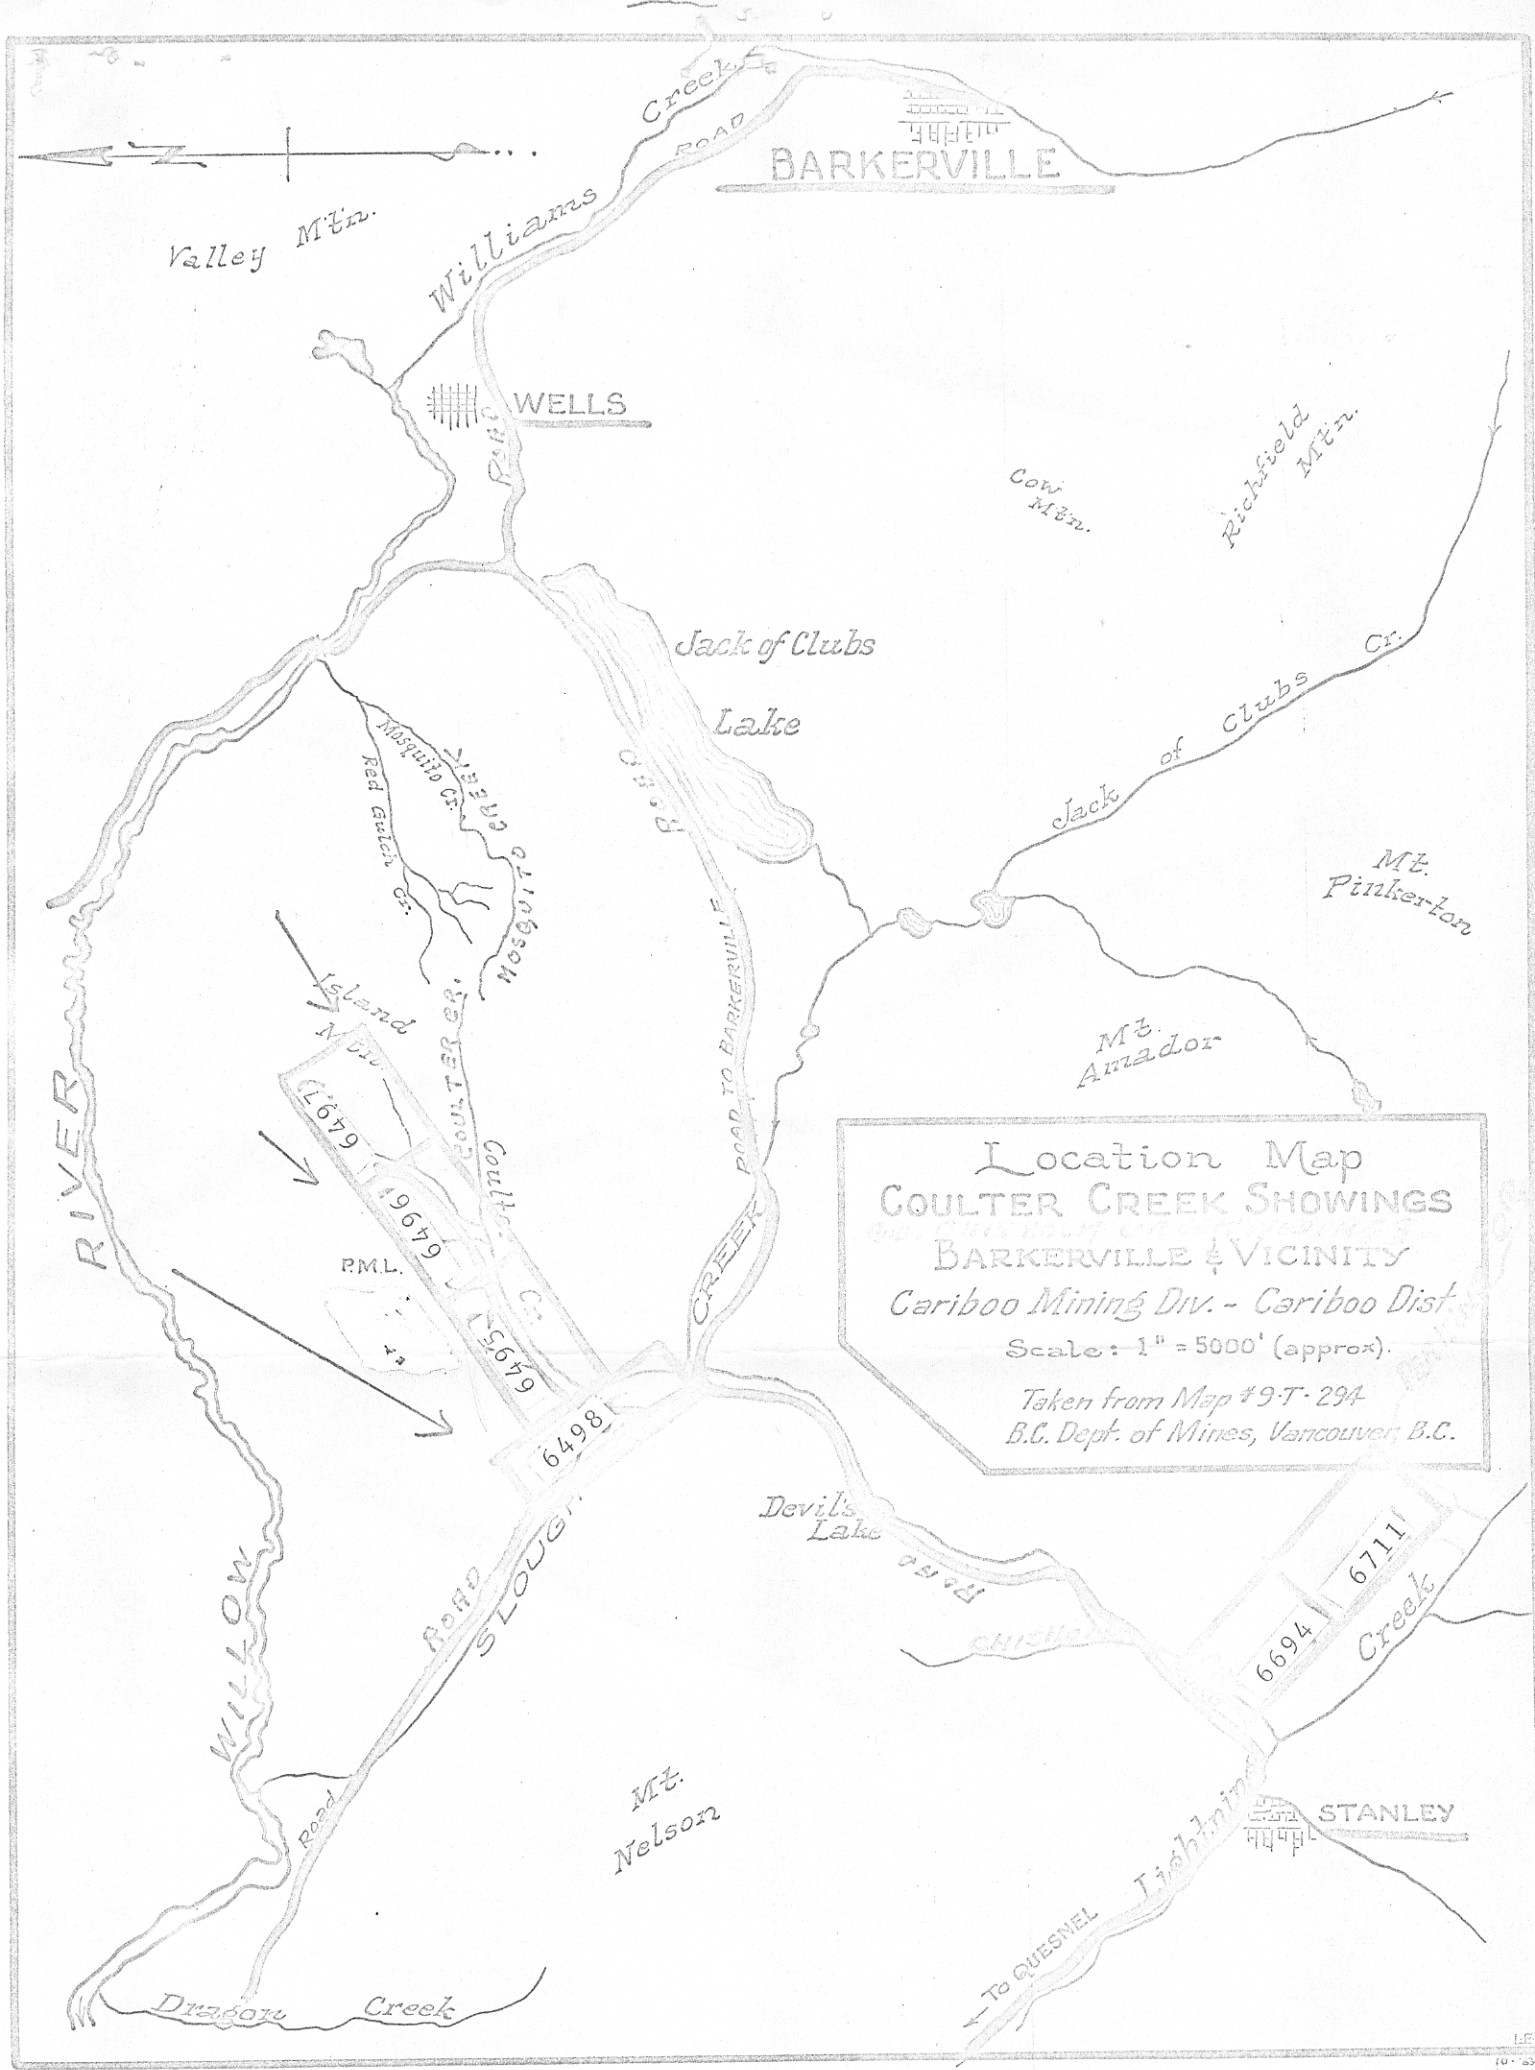 Creek
ROAD
BARKERVILLE
N
Valley Mtn.
Williams
WELLS
ROAD
Cow
Mtn.
Richfield
Mtn.
Jack of Clubs
Lake
Jack of Clubs Cr.
Mosquito Cr.
Red Gulch Cr.
MOSQUITO CREEK
ROAD
Mt.
Pinkerton
Island
Mtn
COULTER CR.
Coulter Cr.
ROAD TO BARKERVILLE
Mt.
Amador
RIVER
6497
6496
6495
6498
P.M.L.
CREEK
Location Map
COULTER CREEK SHOWINGS
BARKERVILLE & VICINITY
Cariboo Mining Div. - Cariboo Dist.
Scale: 1" = 5000' (approx).
Taken from Map #9-T-294
B.C. Dept. of Mines, Vancouver, B.C.
Devil's
Lake
ROAD
SLOUGH
ROAD
WILLOW
6711
6694
Creek
Mt.
Nelson
Road
STANLEY
Lightning
TO QUESNEL
Dragon Creek